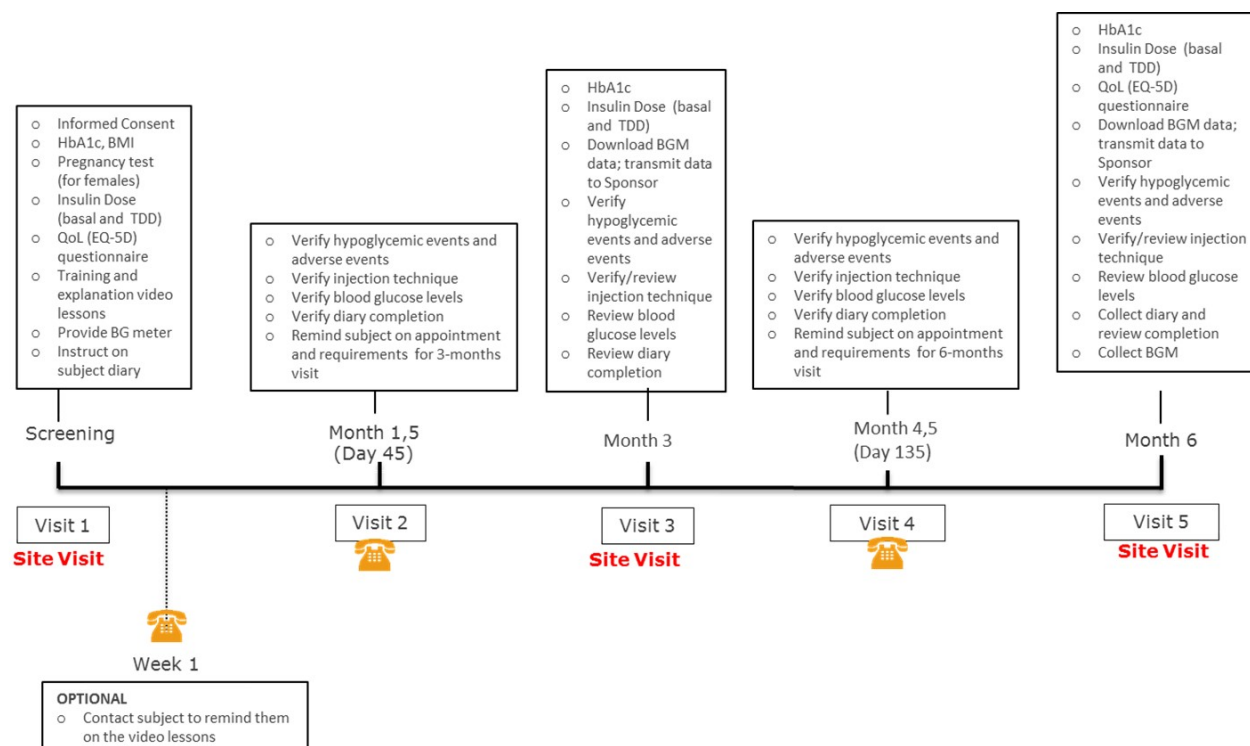 ○ Informed Consent
○ HbA1c, BMI
○ Pregnancy test
(for females)
○ Insulin Dose
(basal and TDD)
○ QoL (EQ-5D)
questionnaire
○ Training and
explanation video
lessons
○ Provide BG meter
○ Instruct on
subject diary
○ Verify hypoglycemic events and
adverse events
○ Verify injection technique
○ Verify blood glucose levels
○ Verify diary completion
○ Remind subject on appointment
and requirements for 3-months
visit
○ HbA1c
○ Insulin Dose (basal
and TDD)
○ Download BGM
data; transmit data
to Sponsor
○ Verify
hypoglycemic
events and adverse
events
○ Verify/review
injection technique
○ Review blood
glucose levels
○ Review diary
completion
○ Verify hypoglycemic events and
adverse events
○ Verify injection technique
○ Verify blood glucose levels
○ Verify diary completion
○ Remind subject on appointment
and requirements for 6-months
visit
○ HbA1c
○ Insulin Dose (basal
and TDD)
○ QoL (EQ-5D)
questionnaire
○ Download BGM data;
transmit data to
Sponsor
○ Verify hypoglycemic
events and adverse
events
○ Verify/review injection
technique
○ Review blood glucose
levels
○ Collect diary and
review completion
○ Collect BGM
Screening
Month 1,5
(Day 45)
Month 3
Month 4,5
(Day 135)
Month 6
Visit 1
Site Visit
Visit 2
Visit 3
Site Visit
Visit 4
Visit 5
Site Visit
Week 1
OPTIONAL
○ Contact subject to remind them
on the video lessons